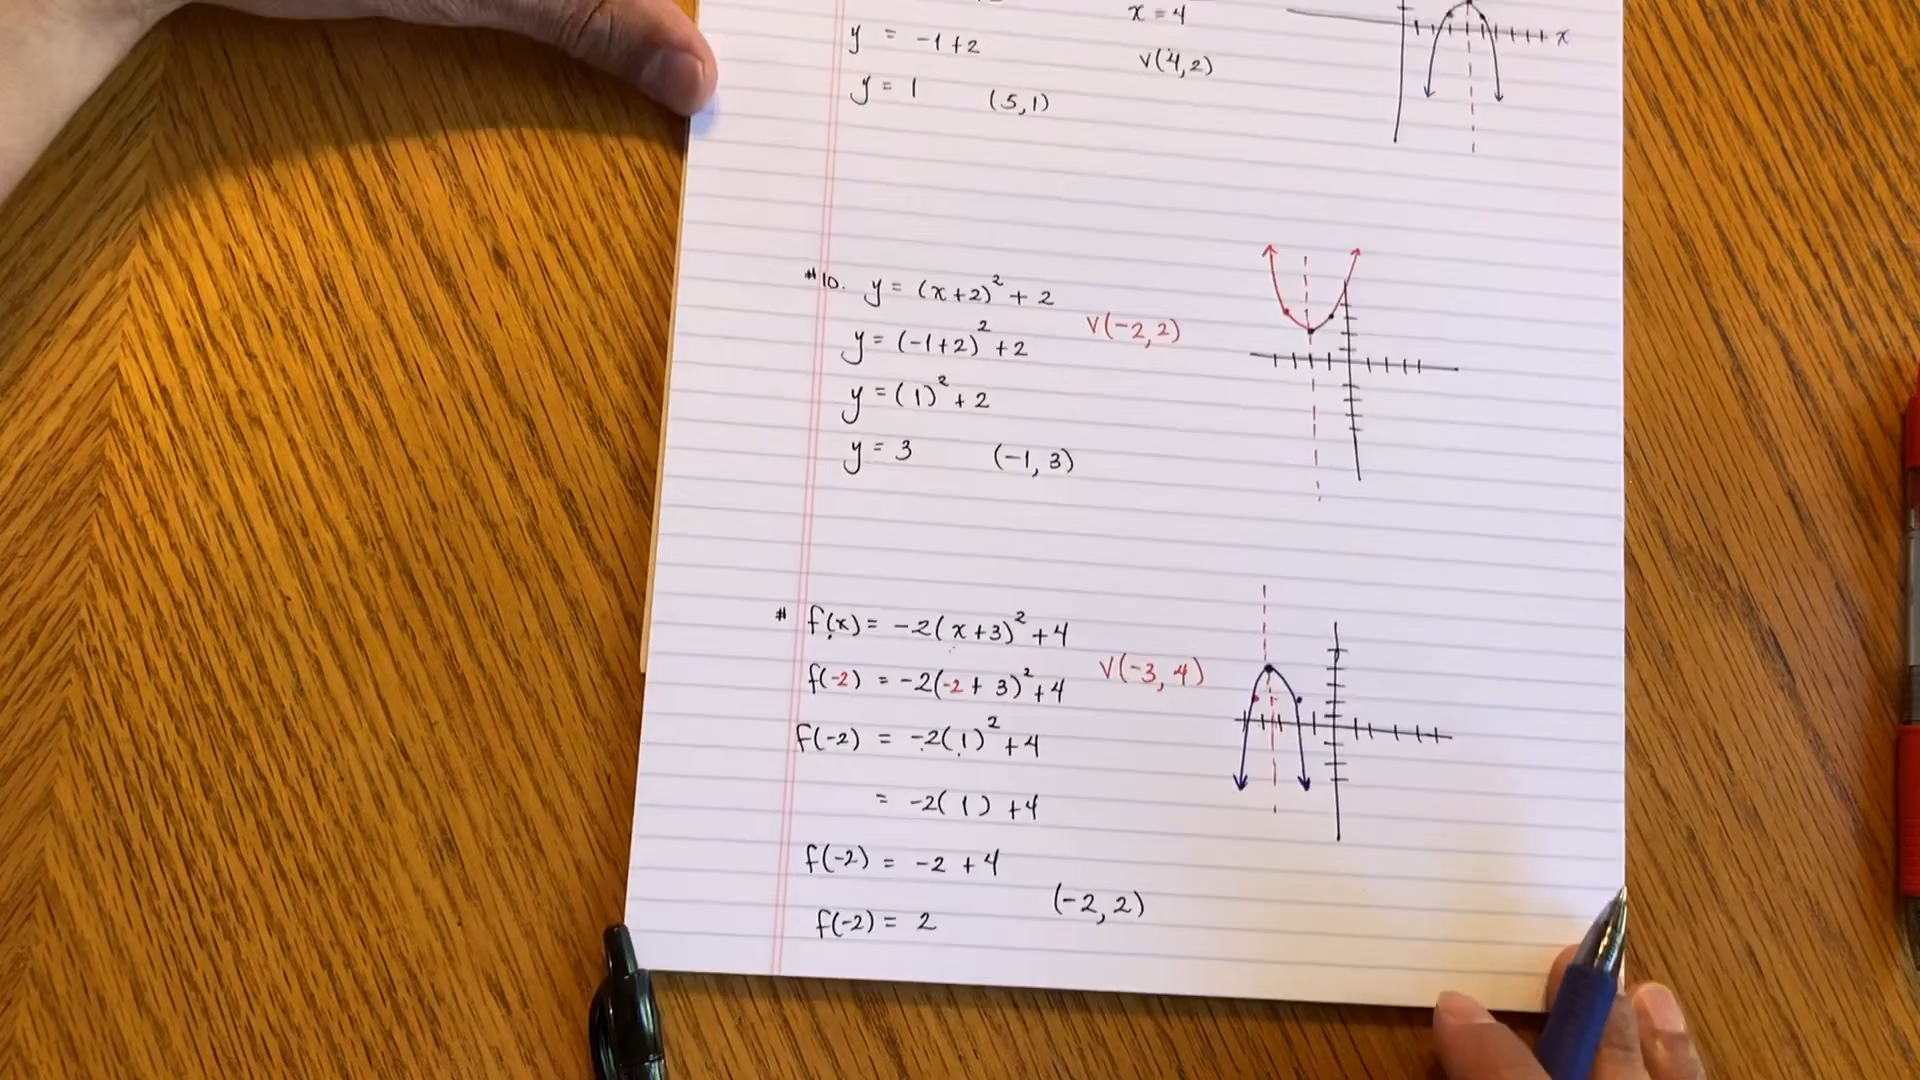 x = 4
y = -1+2
V(4,2)
x
y = 1 (5,1)
#10. y = (x+2)² + 2
y = (-1+2)² +2 V(-2,2)
y = (1)² + 2
y = 3 (-1, 3)
# f(x) = -2(x+3)² +4
f(-2) = -2(-2 + 3)² +4 V(-3, 4)
f(-2) = -2(1)² +4
= -2(1) +4
f(-2) = -2 +4
(-2,2)
f(-2) = 2